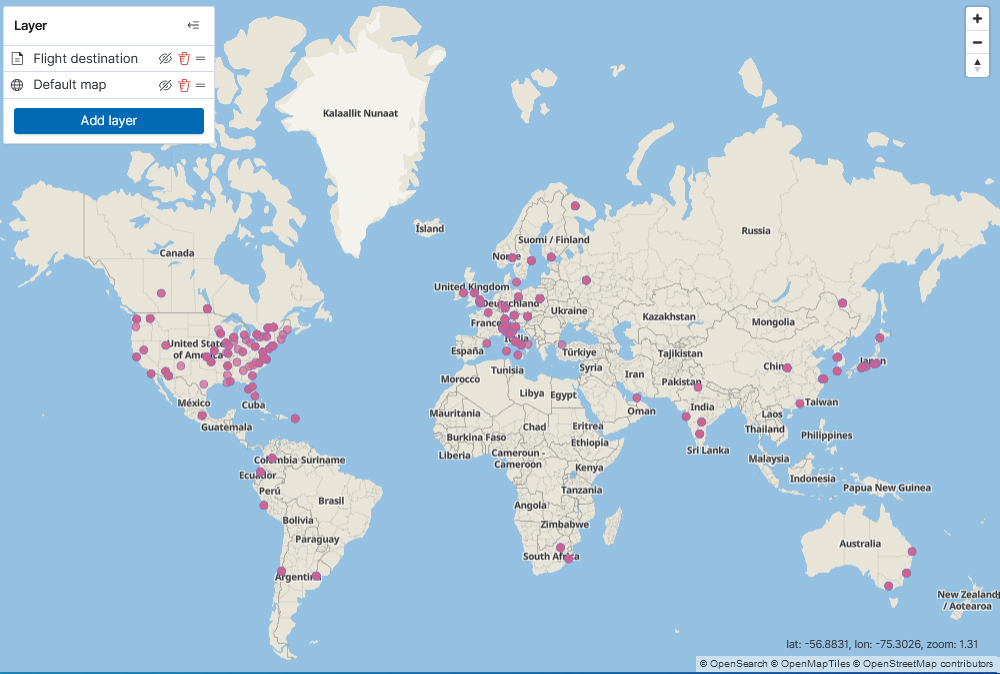 Layer
Flight destination
Default map
Add layer
Kalaallit Nunaat
Ísland
Suomi / Finland
Russia
Canada
United Kingdom
Deutschland
Ukraine
Kazakhstan
Mongolia
France
Italia
United States
of America
España
Türkiye
Tajikistan
Tunisia
Syria
Iran
Pakistan
Morocco
México
Cuba
Libya
Egypt
Oman
India
Taiwan
Guatemala
Mauritania
Chad
Eritrea
Laos
Thailand
Philippines
Burkina Faso
Ethiopia
Liberia
Cameroun -
Cameroon
Sri Lanka
Malaysia
Colombia
Suriname
Kenya
Ecuador
Indonesia
Papua New Guinea
Perú
Tanzania
Brasil
Angola
Bolivia
Zimbabwe
Paraguay
Australia
South Africa
Argentina
New Zealand
/ Aotearoa
lat: -56.8831, lon: -75.3026, zoom: 1.31
© OpenSearch © OpenMapTiles © OpenStreetMap contributors